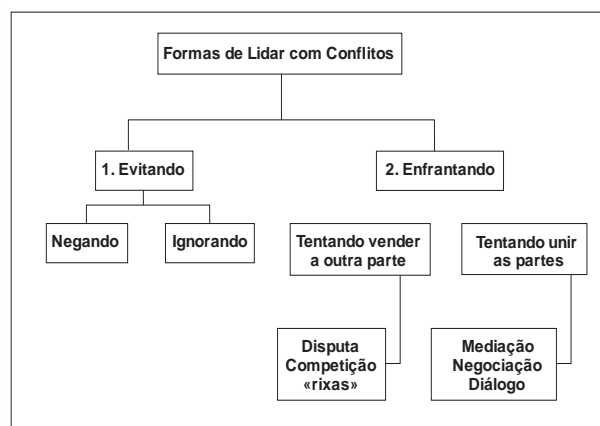 Formas de Lidar com Conflitos
1. Evitando
2. Enfrantando
Negando
Ignorando
Tentando vender
a outra parte
Tentando unir
as partes
Disputa
Competição
«rixas»
Mediação
Negociação
Diálogo